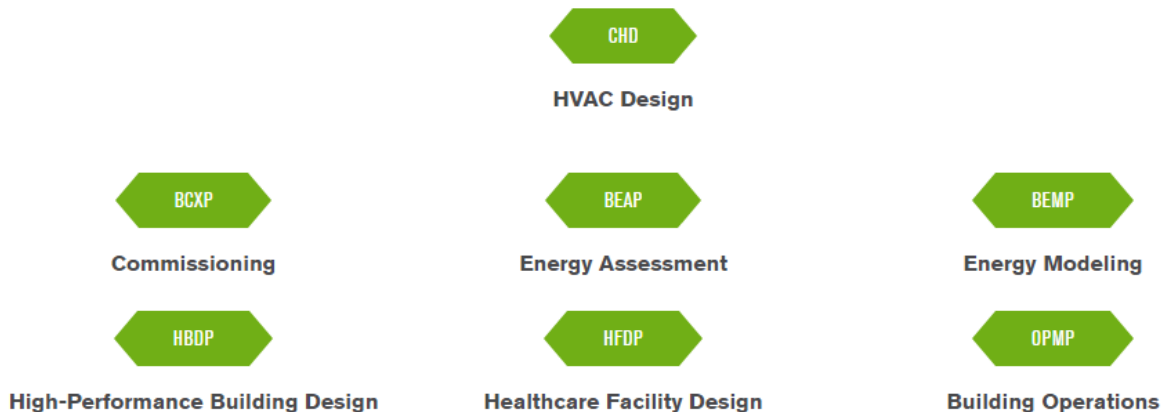 CHD
HVAC Design
BCXP
BEAP
BEMP
Commissioning
Energy Assessment
Energy Modeling
HBDP
HFDP
OPMP
High-Performance Building Design
Healthcare Facility Design
Building Operations